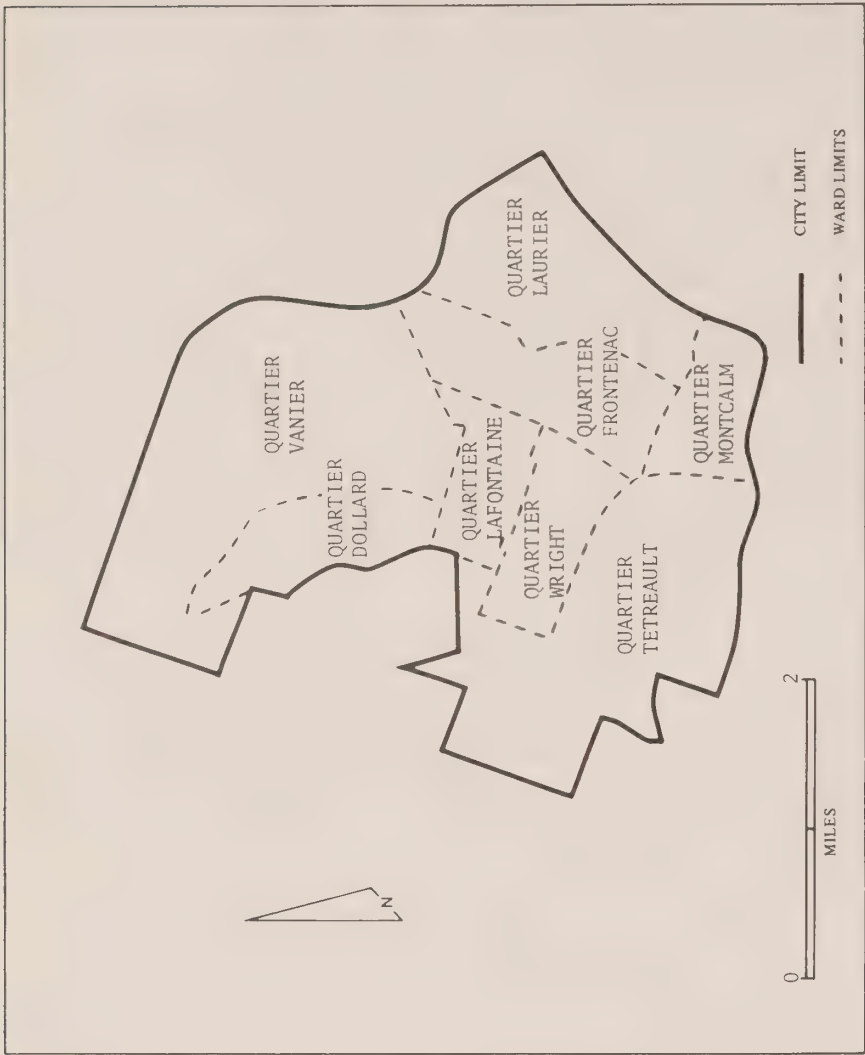 QUARTIER
VANIER
QUARTIER
DOLLARD
QUARTIER
LAURIER
QUARTIER
LAFONTAINE
QUARTIER
FRONTENAC
QUARTIER
WRIGHT
QUARTIER
MONTCALM
QUARTIER
TETREAULT
N
0
2
MILES
CITY LIMIT
WARD LIMITS